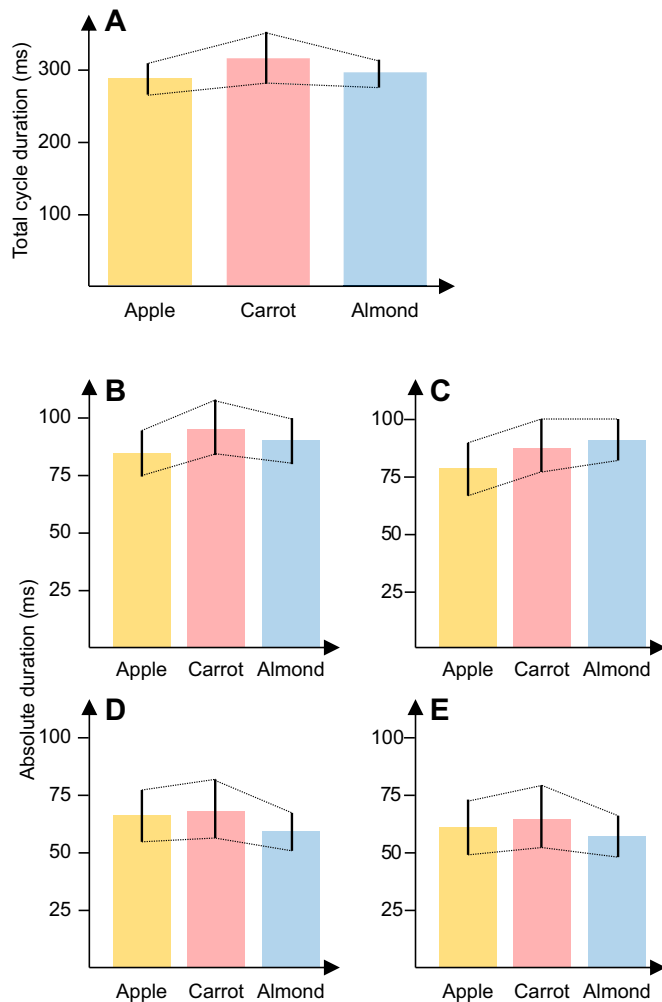 A
Total cycle duration (ms)
300
200
100
Apple Carrot Almond
Absolute duration (ms)
B
100
75
50
25
Apple Carrot Almond
C
100
75
50
25
Apple Carrot Almond
D
100
75
50
25
Apple Carrot Almond
E
100
75
50
25
Apple Carrot Almond